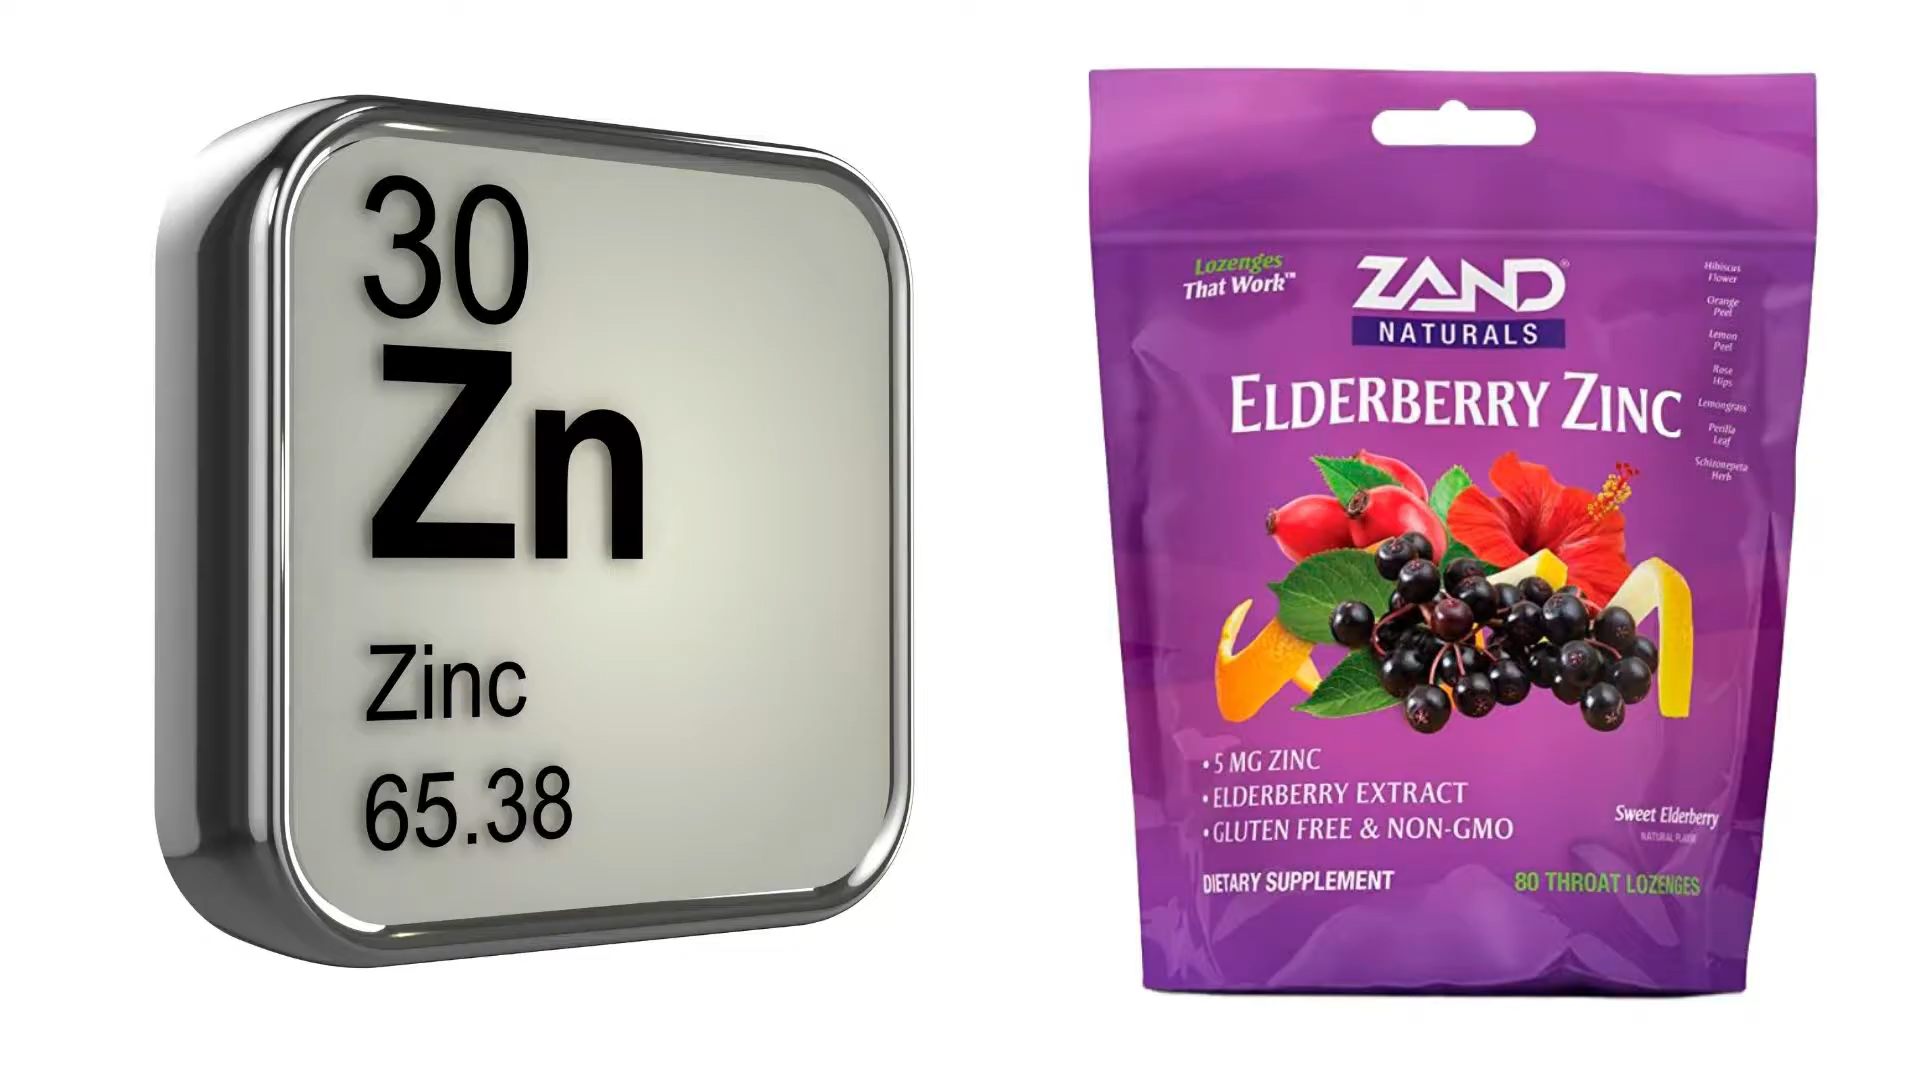 30
Zn
Zinc
65.38
Lozenges
That Work™
ZAND®
NATURALS
Hibiscus
Flower
Orange
Peel
Lemon
Peel
Rose
Hips
Lemongrass
Perilla
Leaf
Schizonepeta
Herb
ELDERBERRY ZINC
• 5 MG ZINC
• ELDERBERRY EXTRACT
• GLUTEN FREE & NON-GMO
Sweet Elderberry
NATURAL FLAVOR
DIETARY SUPPLEMENT
80 THROAT LOZENGES